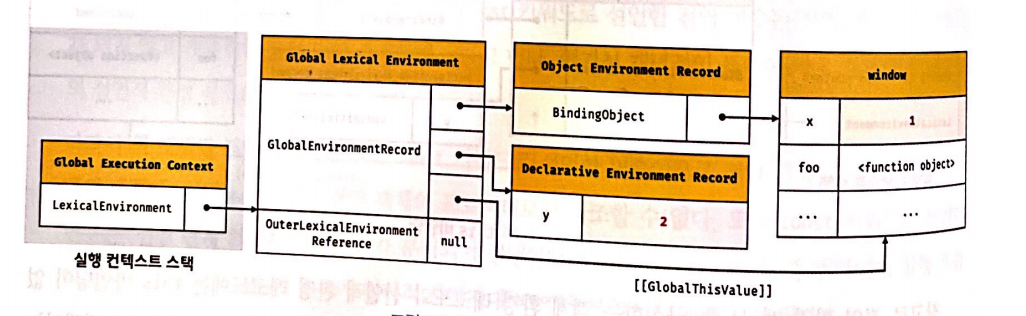 Global Execution Context
LexicalEnvironment
실행 컨텍스트 스택
Global Lexical Environment
GlobalEnvironmentRecord
OuterLexicalEnvironment
Reference
null
Object Environment Record
BindingObject
Declarative Environment Record
y
2
window
x
1
foo
<function object>
...
...
[[GlobalThisValue]]